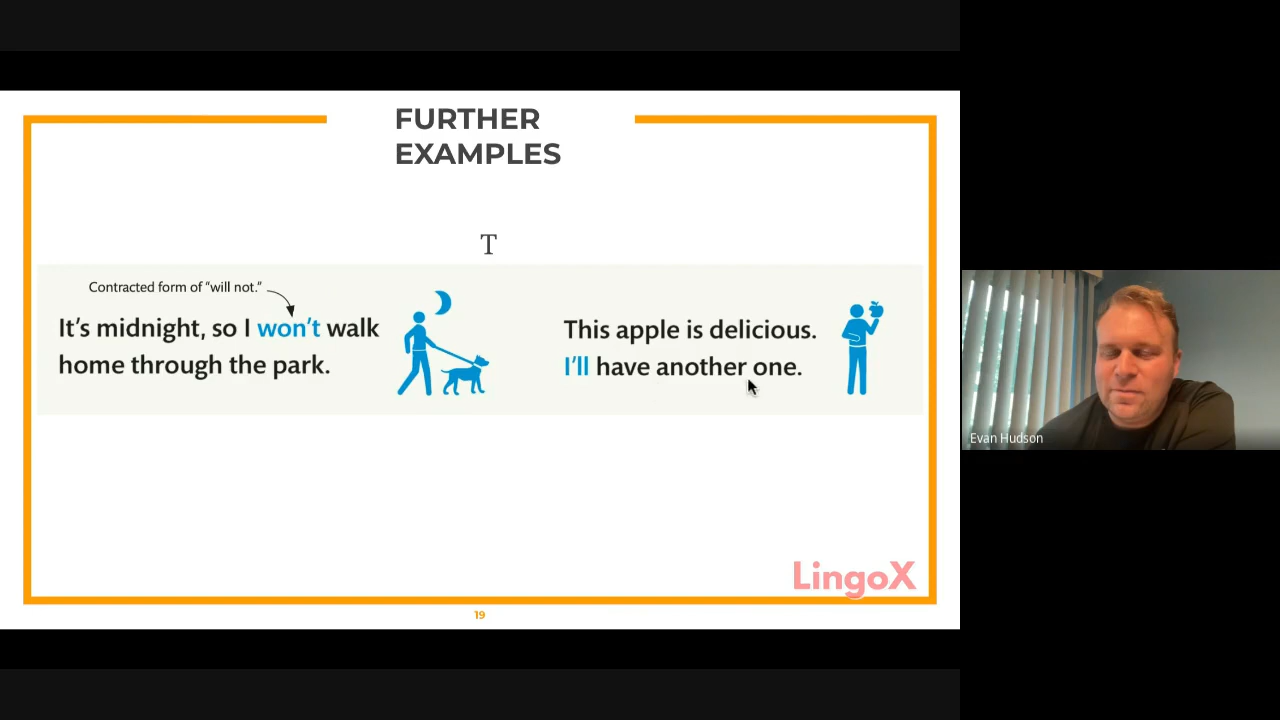 FURTHER
EXAMPLES
T
Contracted form of “will not.”
It’s midnight, so I won’t walk
home through the park.
This apple is delicious.
I’ll have another one.
Evan Hudson
LingoX
19